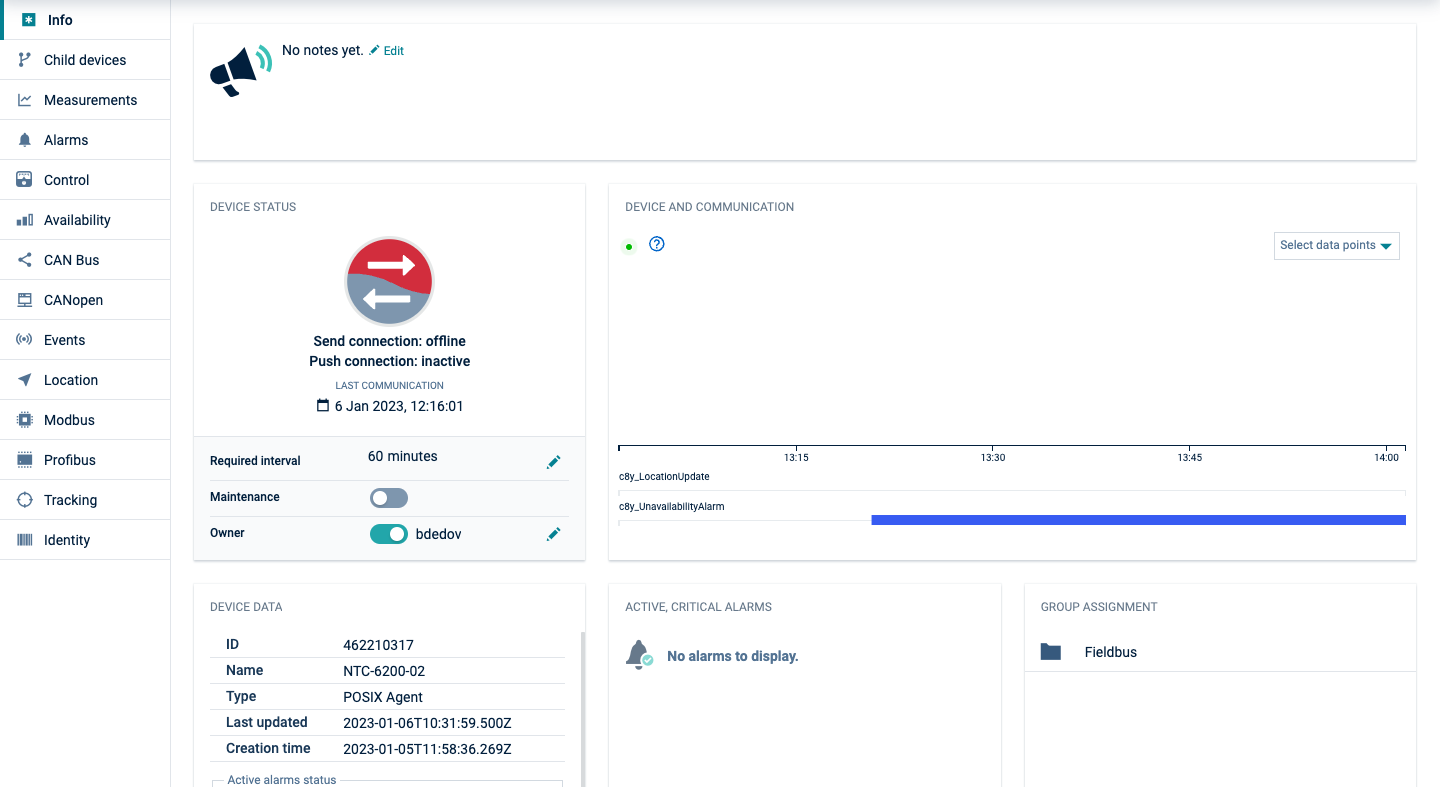 Info
Child devices
Measurements
Alarms
Control
Availability
CAN Bus
CANopen
Events
Location
Modbus
Profibus
Tracking
Identity
No notes yet. Edit
DEVICE STATUS
Send connection: offline
Push connection: inactive
LAST COMMUNICATION
6 Jan 2023, 12:16:01
Required interval 60 minutes
Maintenance
Owner bdedov
DEVICE AND COMMUNICATION
Select data points
13:15 13:30 13:45 14:00
c8y_LocationUpdate
c8y_UnavailabilityAlarm
DEVICE DATA
ID 462210317
Name NTC-6200-02
Type POSIX Agent
Last updated 2023-01-06T10:31:59.500Z
Creation time 2023-01-05T11:58:36.269Z
Active alarms status
ACTIVE, CRITICAL ALARMS
No alarms to display.
GROUP ASSIGNMENT
Fieldbus